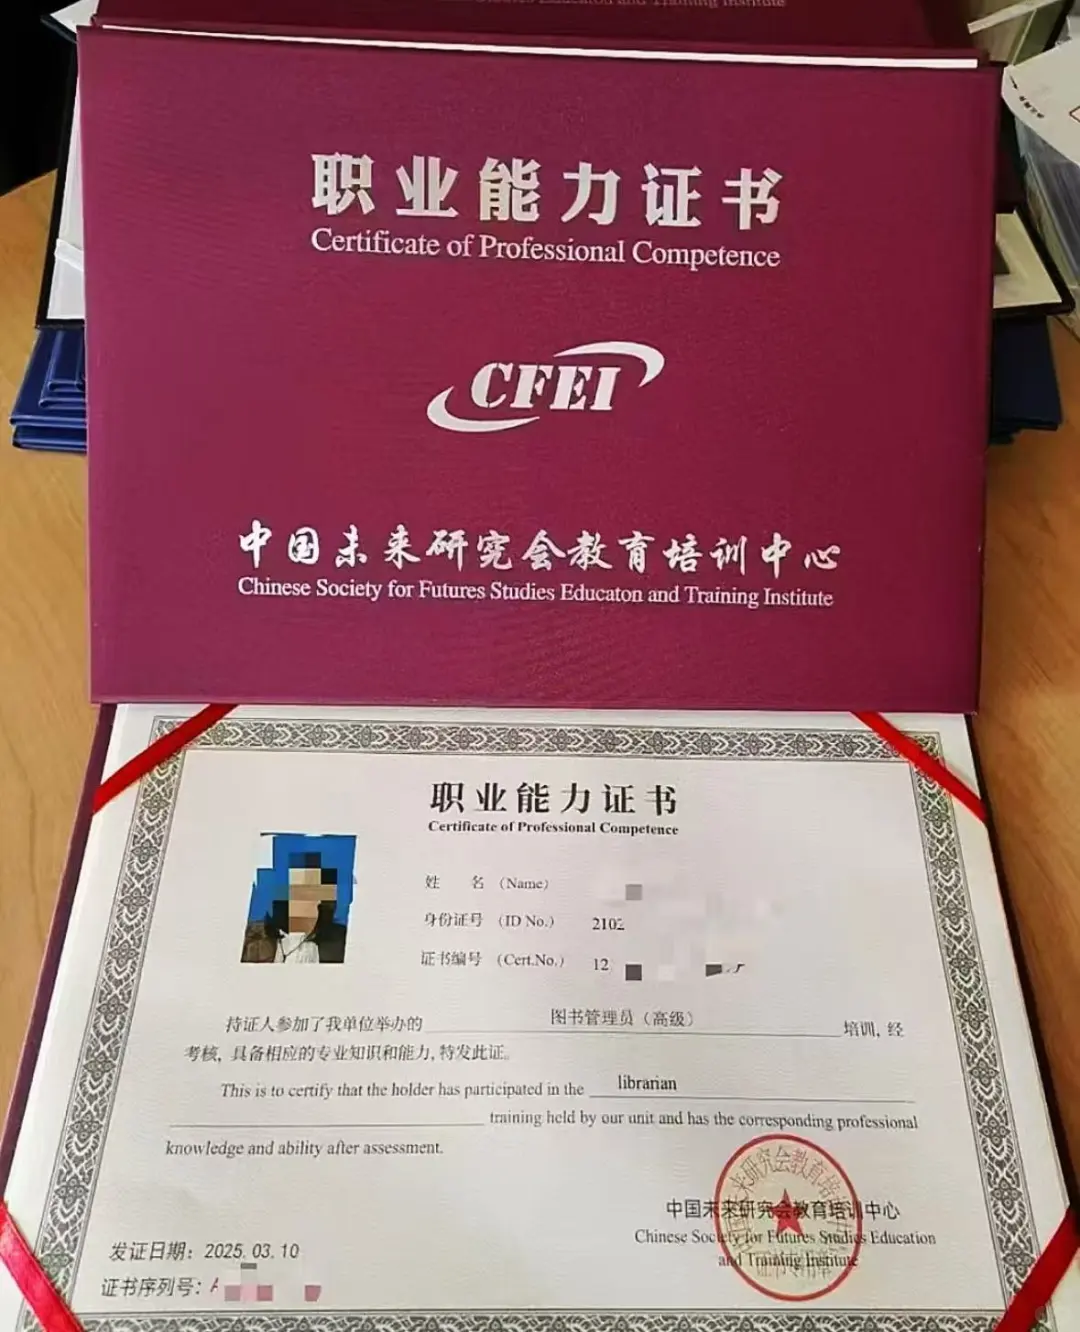 Studies Education and Training Institute
职业能力证书
Certificate of Professional Competence
CFEI
中国未来研究会教育培训中心
Chinese Society for Futures Studies Educaton and Training Institute
职业能力证书
Certificate of Professional Competence
姓 名 (Name)
身份证号 (ID No.) 2102
证书编号 (Cert.No.) 12
持证人参加了我单位举办的 图书管理员（高级） 培训, 经
考核, 具备相应的专业知识和能力, 特发此证。
This is to certify that the holder has participated in the librarian
training held by our unit and has the corresponding professional
knowledge and ability after assessment.
中国未来研究会教育培训中心
Chinese Society for Futures Studies Education
and Training Institute
发证日期：2025.03.10
证书序列号：A